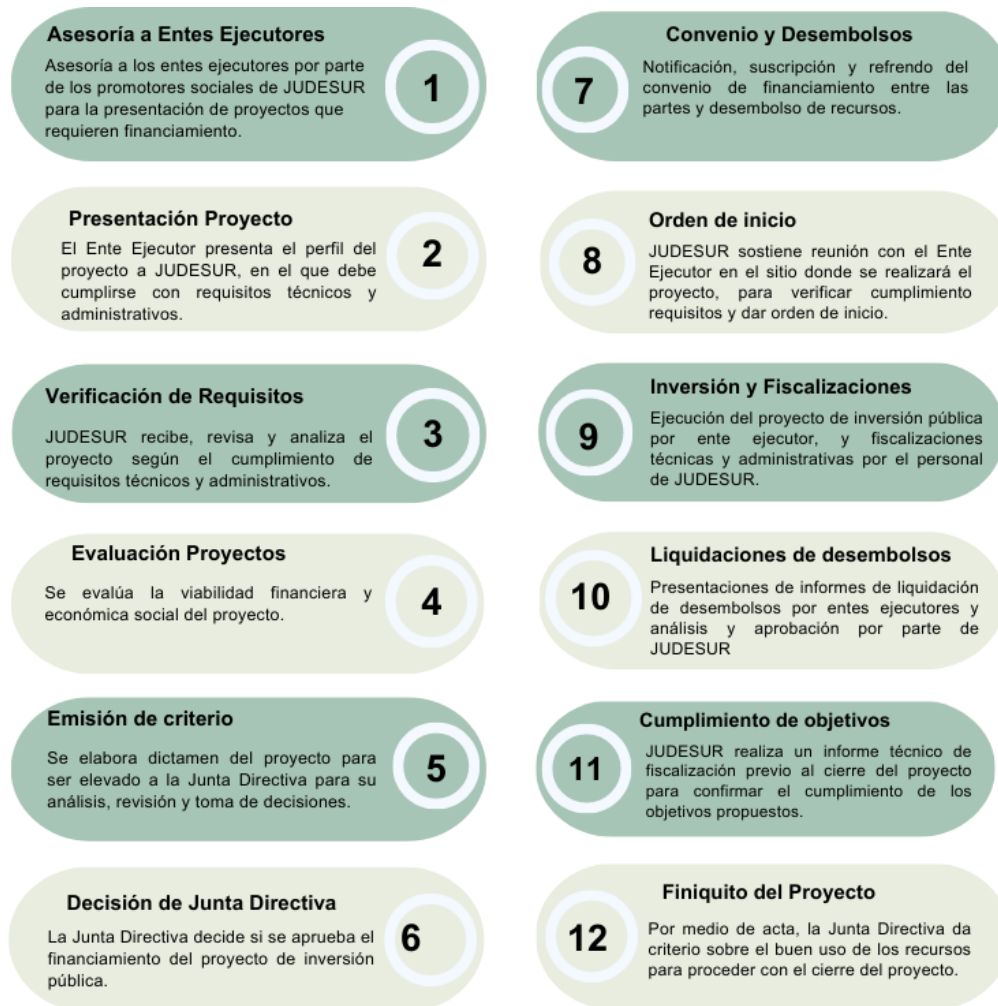 Asesoría a Entes Ejecutores
Asesoría a los entes ejecutores por parte
de los promotores sociales de JUDESUR
para la presentación de proyectos que
requieren financiamiento.
1
Presentación Proyecto
El Ente Ejecutor presenta el perfil del
proyecto a JUDESUR, en el que debe
cumplirse con requisitos técnicos y
administrativos.
2
Verificación de Requisitos
JUDESUR recibe, revisa y analiza el
proyecto según el cumplimiento de
requisitos técnicos y administrativos.
3
Evaluación Proyectos
Se evalúa la viabilidad financiera y
económica social del proyecto.
4
Emisión de criterio
Se elabora dictamen del proyecto para
ser elevado a la Junta Directiva para su
análisis, revisión y toma de decisiones.
5
Decisión de Junta Directiva
La Junta Directiva decide si se aprueba el
financiamiento del proyecto de inversión
pública.
6
Convenio y Desembolsos
Notificación, suscripción y refrendo del
convenio de financiamiento entre las
partes y desembolso de recursos.
7
Orden de inicio
JUDESUR sostiene reunión con el Ente
Ejecutor en el sitio donde se realizará el
proyecto, para verificar cumplimiento
requisitos y dar orden de inicio.
8
Inversión y Fiscalizaciones
Ejecución del proyecto de inversión pública
por ente ejecutor, y fiscalizaciones
técnicas y administrativas por el personal
de JUDESUR.
9
Liquidaciones de desembolsos
Presentaciones de informes de liquidación
de desembolsos por entes ejecutores y
análisis y aprobación por parte de
JUDESUR
10
Cumplimiento de objetivos
JUDESUR realiza un informe técnico de
fiscalización previo al cierre del proyecto
para confirmar el cumplimiento de los
objetivos propuestos.
11
Finiquito del Proyecto
Por medio de acta, la Junta Directiva da
criterio sobre el buen uso de los recursos
para proceder con el cierre del proyecto.
12